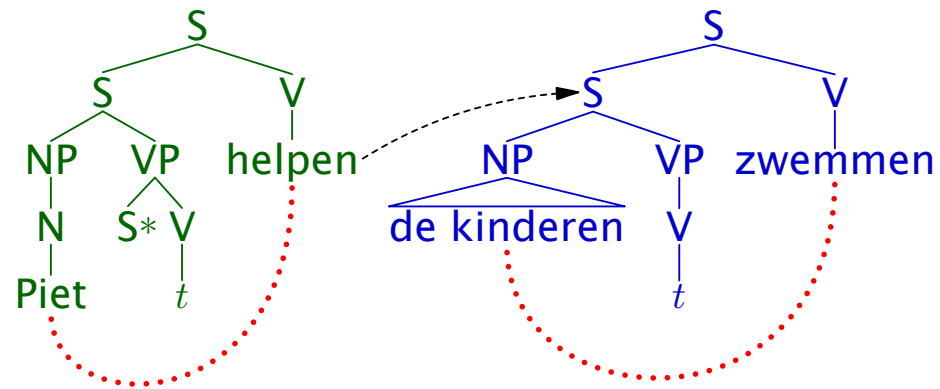 S S
S V S V
NP VP helpen NP VP zwemmen
N S* V de kinderen V
Piet t t